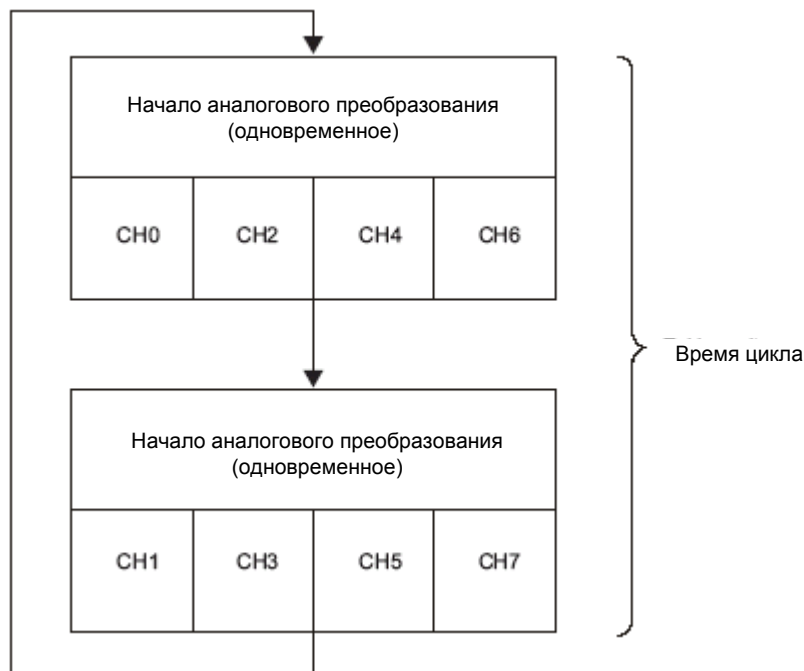 Начало аналогового преобразования
(одновременное)
CH0 CH2 CH4 CH6
Время цикла
Начало аналогового преобразования
(одновременное)
CH1 CH3 CH5 CH7